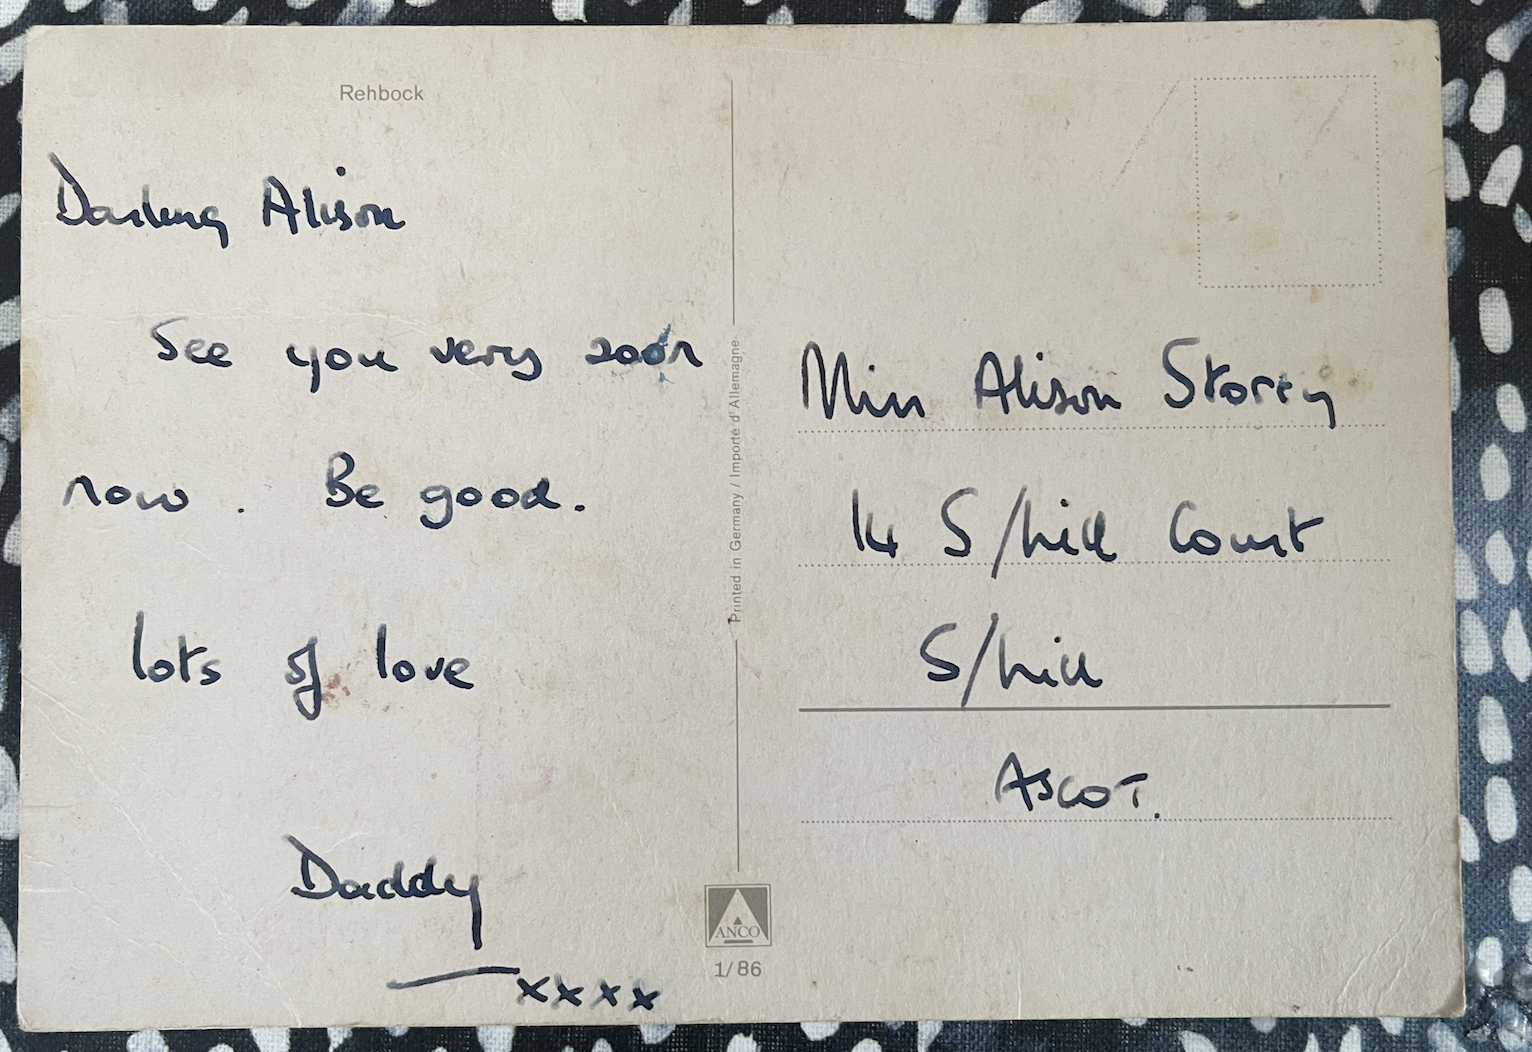 Rehbock
Darling Alison
See you very soon
now. Be good.
lots of love
Daddy
xxxx
Printed in Germany / Importé d'Allemagne
ANCO
1/86
Miss Alison Storey
14 S/hill Court
S/hill
ASCOT.